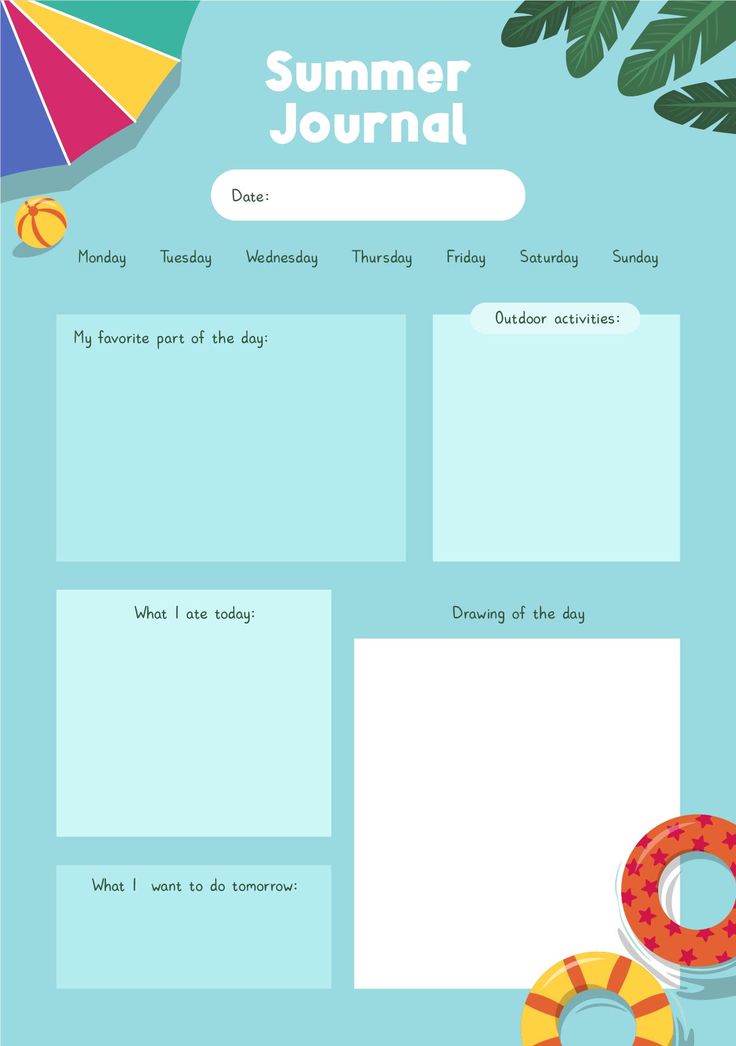 Summer
Journal
Date:
Monday Tuesday Wednesday Thursday Friday Saturday Sunday
My favorite part of the day:
Outdoor activities:
What I ate today:
Drawing of the day
What I want to do tomorrow: